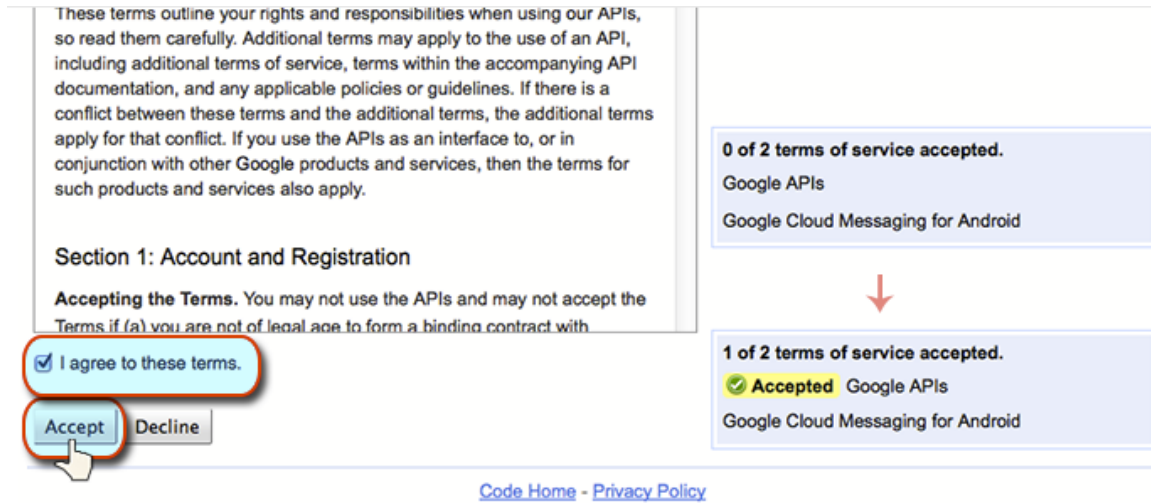 These terms outline your rights and responsibilities when using our APIs,
so read them carefully. Additional terms may apply to the use of an API,
including additional terms of service, terms within the accompanying API
documentation, and any applicable policies or guidelines. If there is a
conflict between these terms and the additional terms, the additional terms
apply for that conflict. If you use the APIs as an interface to, or in
conjunction with other Google products and services, then the terms for
such products and services also apply.
Section 1: Account and Registration
Accepting the Terms. You may not use the APIs and may not accept the
Terms if (a) you are not of legal age to form a binding contract with
I agree to these terms.
Accept Decline
0 of 2 terms of service accepted.
Google APIs
Google Cloud Messaging for Android
1 of 2 terms of service accepted.
Accepted Google APIs
Google Cloud Messaging for Android
Code Home - Privacy Policy